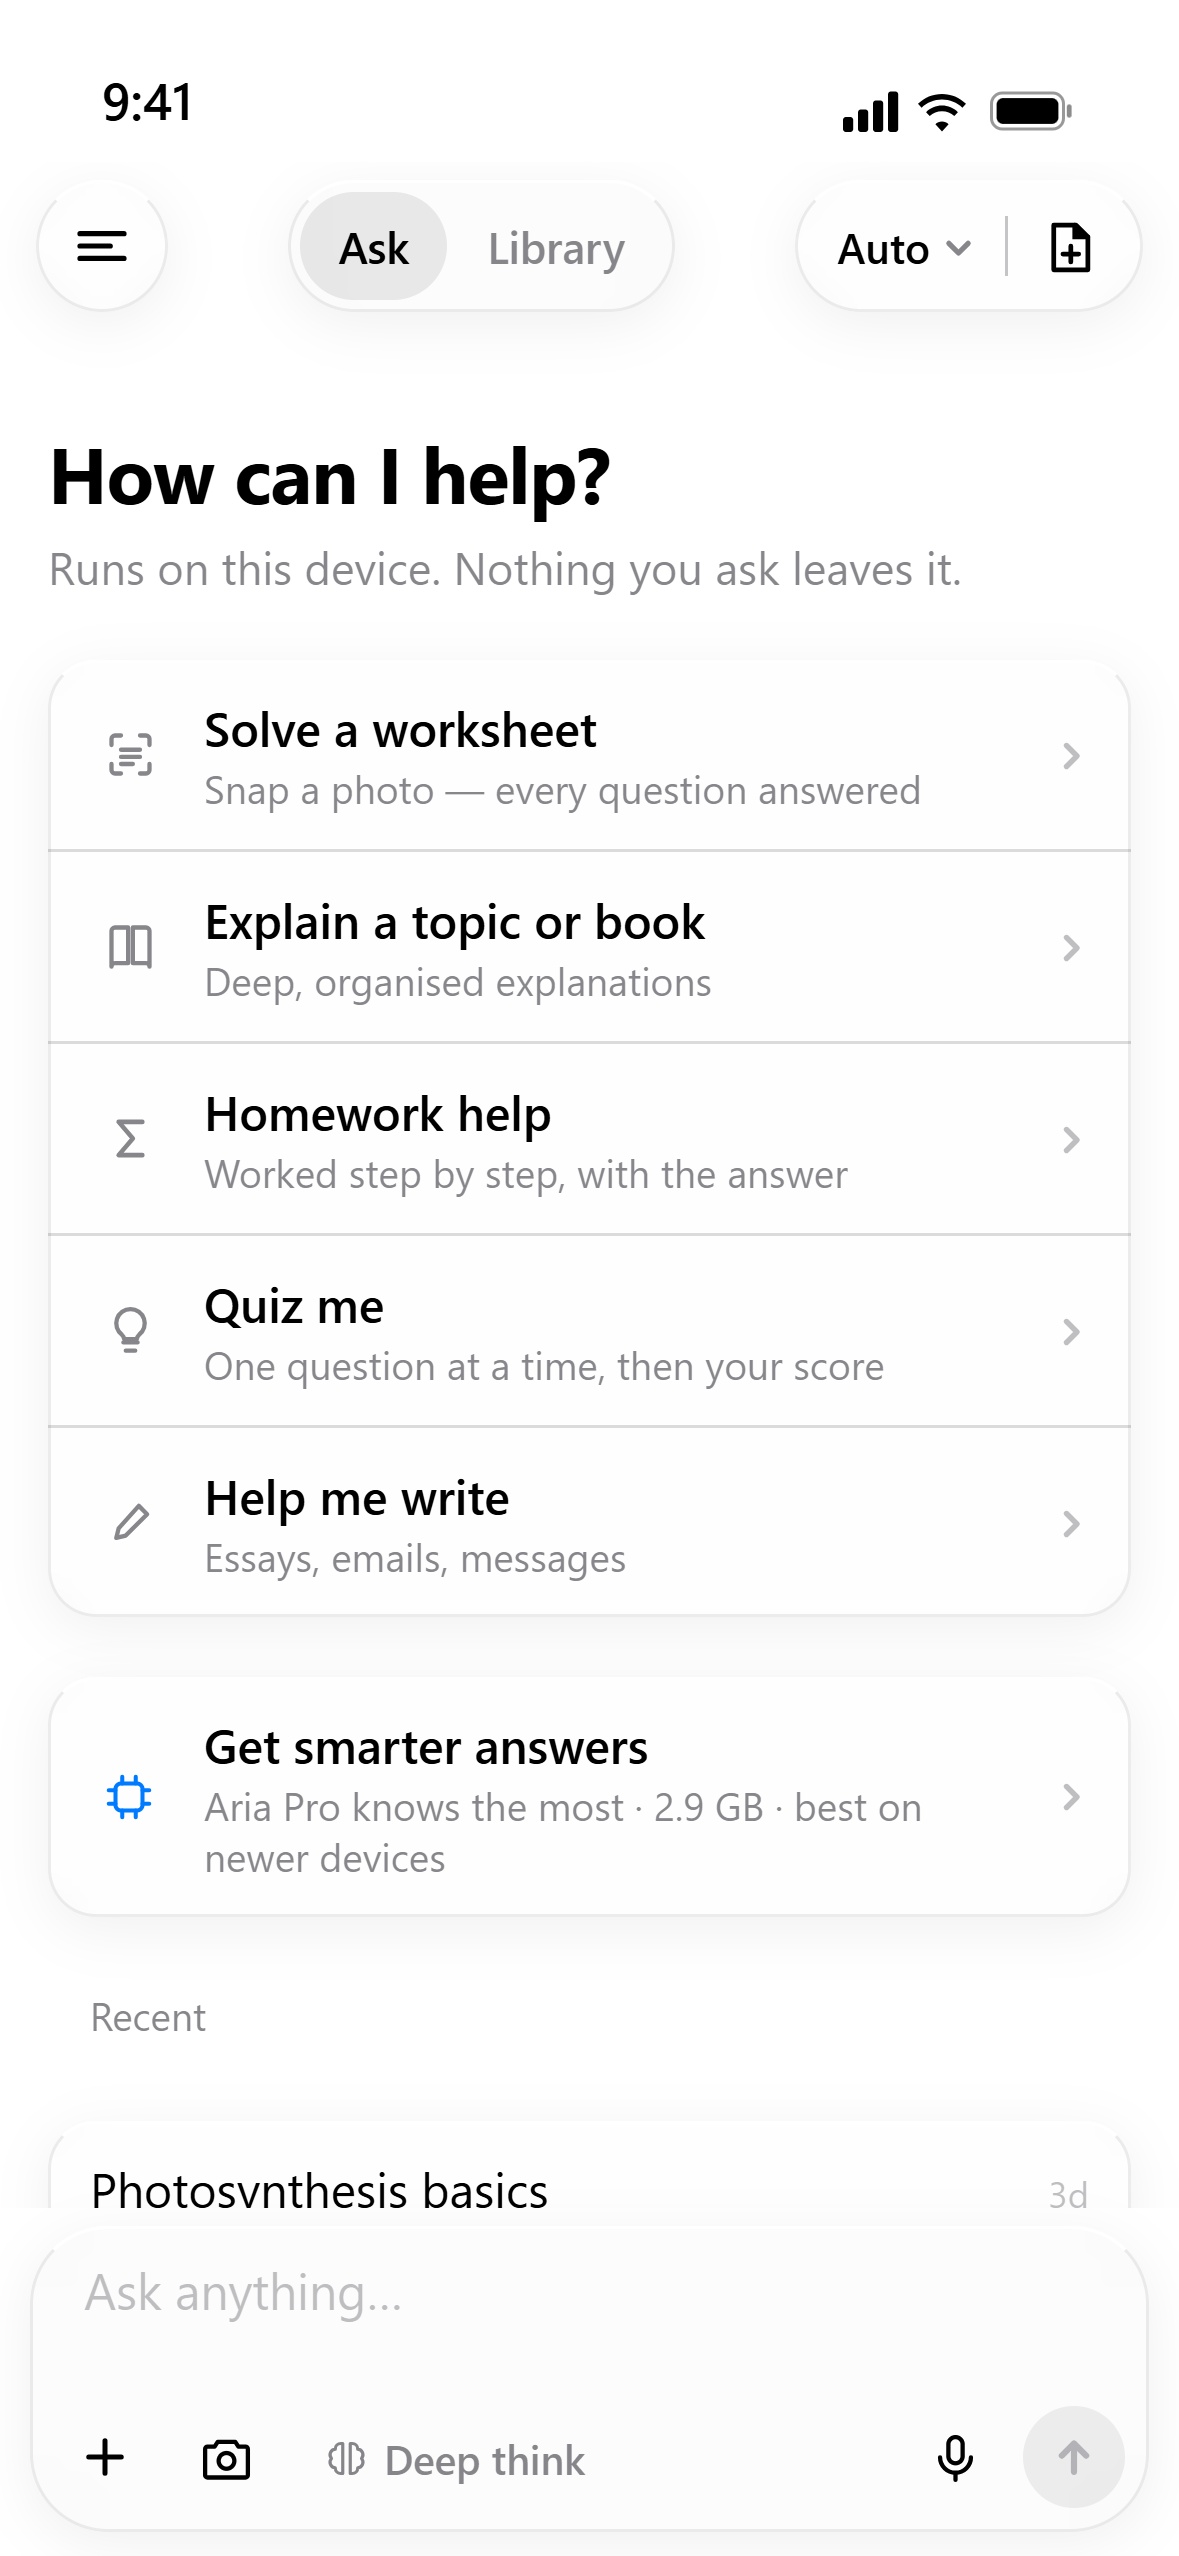 9:41
Ask
Library
Auto
How can I help?
Runs on this device. Nothing you ask leaves it.
Solve a worksheet
Snap a photo — every question answered
Explain a topic or book
Deep, organised explanations
Homework help
Worked step by step, with the answer
Quiz me
One question at a time, then your score
Help me write
Essays, emails, messages
Get smarter answers
Aria Pro knows the most · 2.9 GB · best on
newer devices
Recent
Photosynthesis basics
3d
Ask anything...
Deep think